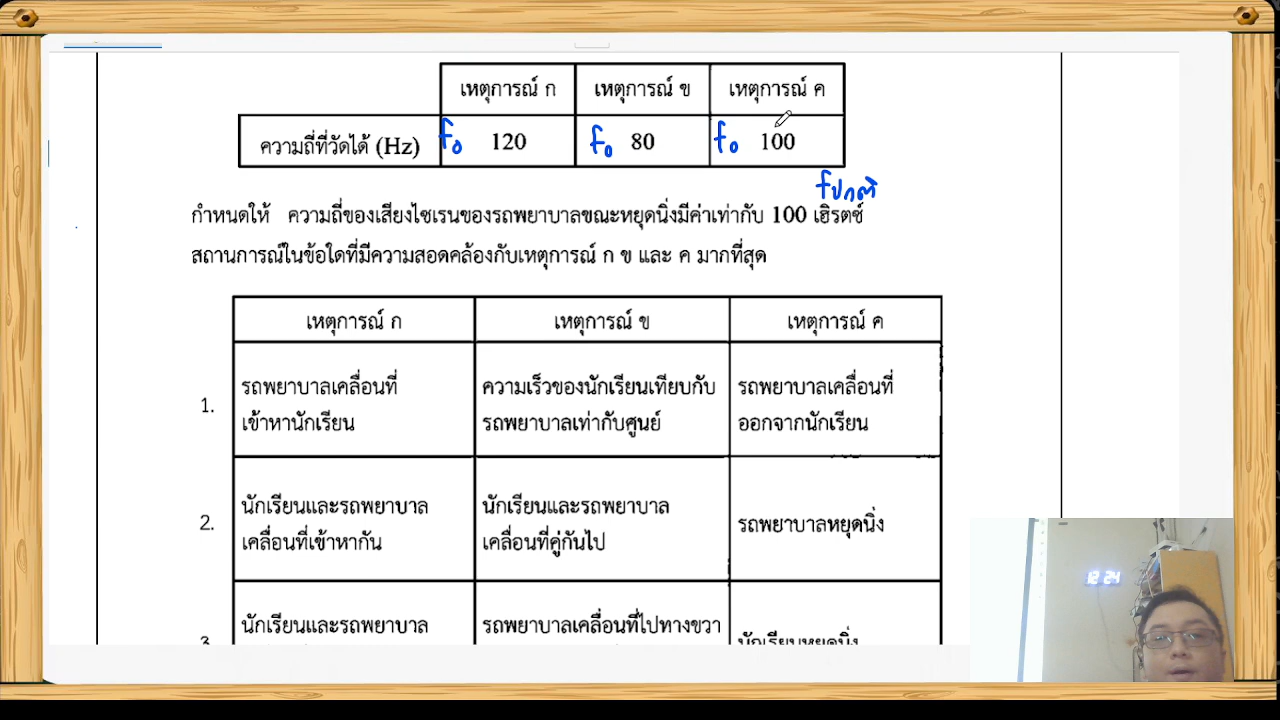 เหตุการณ์ ก เหตุการณ์ ข เหตุการณ์ ค
ความถี่ที่วัดได้ (Hz) f₀ 120 f₀ 80 f₀ 100
fปกติ
กำหนดให้ ความถี่ของเสียงไซเรนของรถพยาบาลขณะหยุดนิ่งมีค่าเท่ากับ 100 เฮิรตซ์
สถานการณ์ในข้อใดที่มีความสอดคล้องกับเหตุการณ์ ก ข และ ค มากที่สุด
เหตุการณ์ ก เหตุการณ์ ข เหตุการณ์ ค
1. รถพยาบาลเคลื่อนที่ ความเร็วของนักเรียนเทียบกับ รถพยาบาลเคลื่อนที่
เข้าหานักเรียน รถพยาบาลเท่ากับศูนย์ ออกจากนักเรียน
2. นักเรียนและรถพยาบาล นักเรียนและรถพยาบาล รถพยาบาลหยุดนิ่ง
เคลื่อนที่เข้าหากัน เคลื่อนที่คู่กันไป
3 นักเรียนและรถพยาบาล รถพยาบาลเคลื่อนที่ไปทางขวา นักเรียนหยุดนิ่ง
12 24